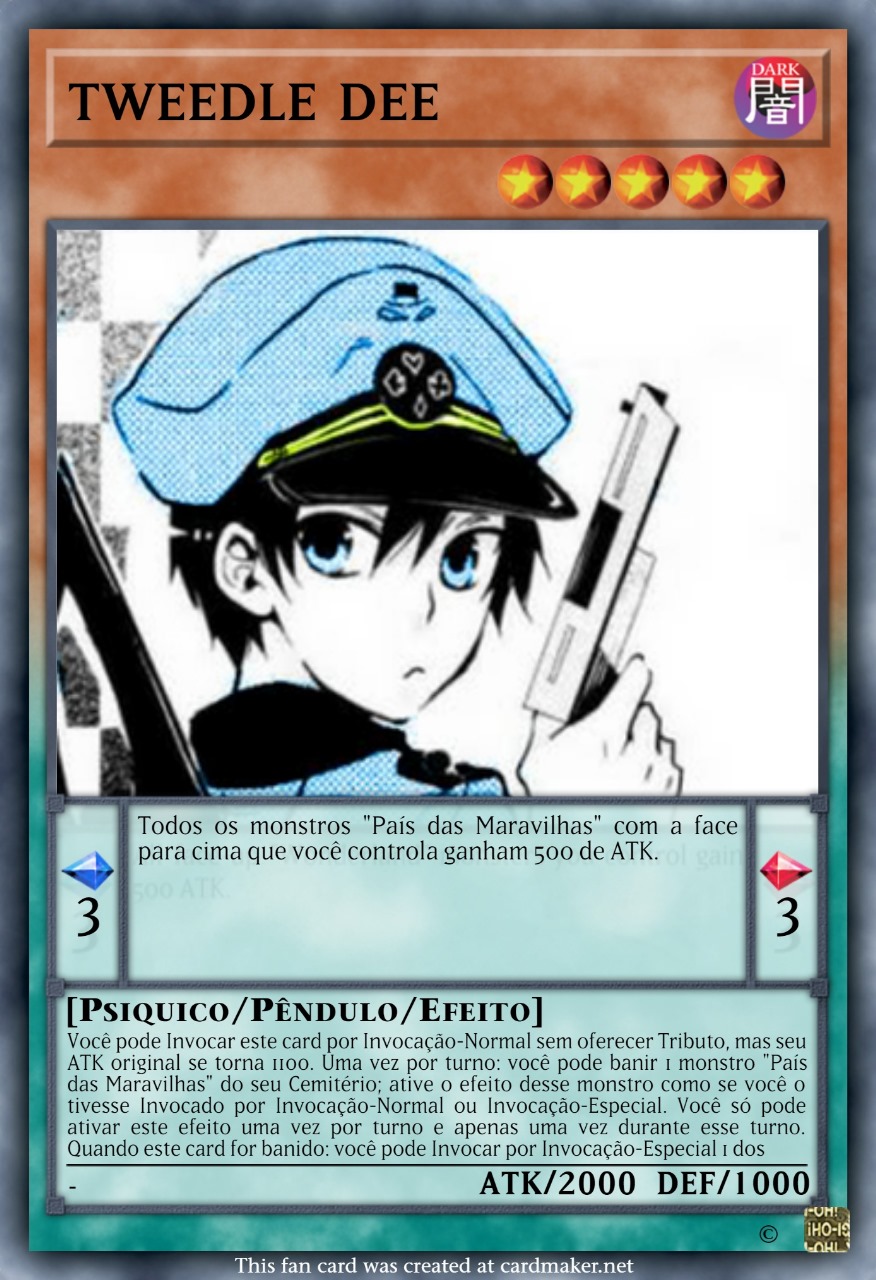 TWEEDLE DEE
DARK
闇
Todos os monstros "País das Maravilhas" com a face
para cima que você controla ganham 500 de ATK.
500 ATK.
3
3
[Psiquico/Pêndulo/Efeito]
Você pode Invocar este card por Invocação-Normal sem oferecer Tributo, mas seu
ATK original se torna 1100. Uma vez por turno: você pode banir 1 monstro "País
das Maravilhas" do seu Cemitério; ative o efeito desse monstro como se você o
tivesse Invocado por Invocação-Normal ou Invocação-Especial. Você só pode
ativar este efeito uma vez por turno e apenas uma vez durante esse turno.
Quando este card for banido: você pode Invocar por Invocação-Especial 1 dos
-
ATK/2000 DEF/1000
©
This fan card was created at cardmaker.net